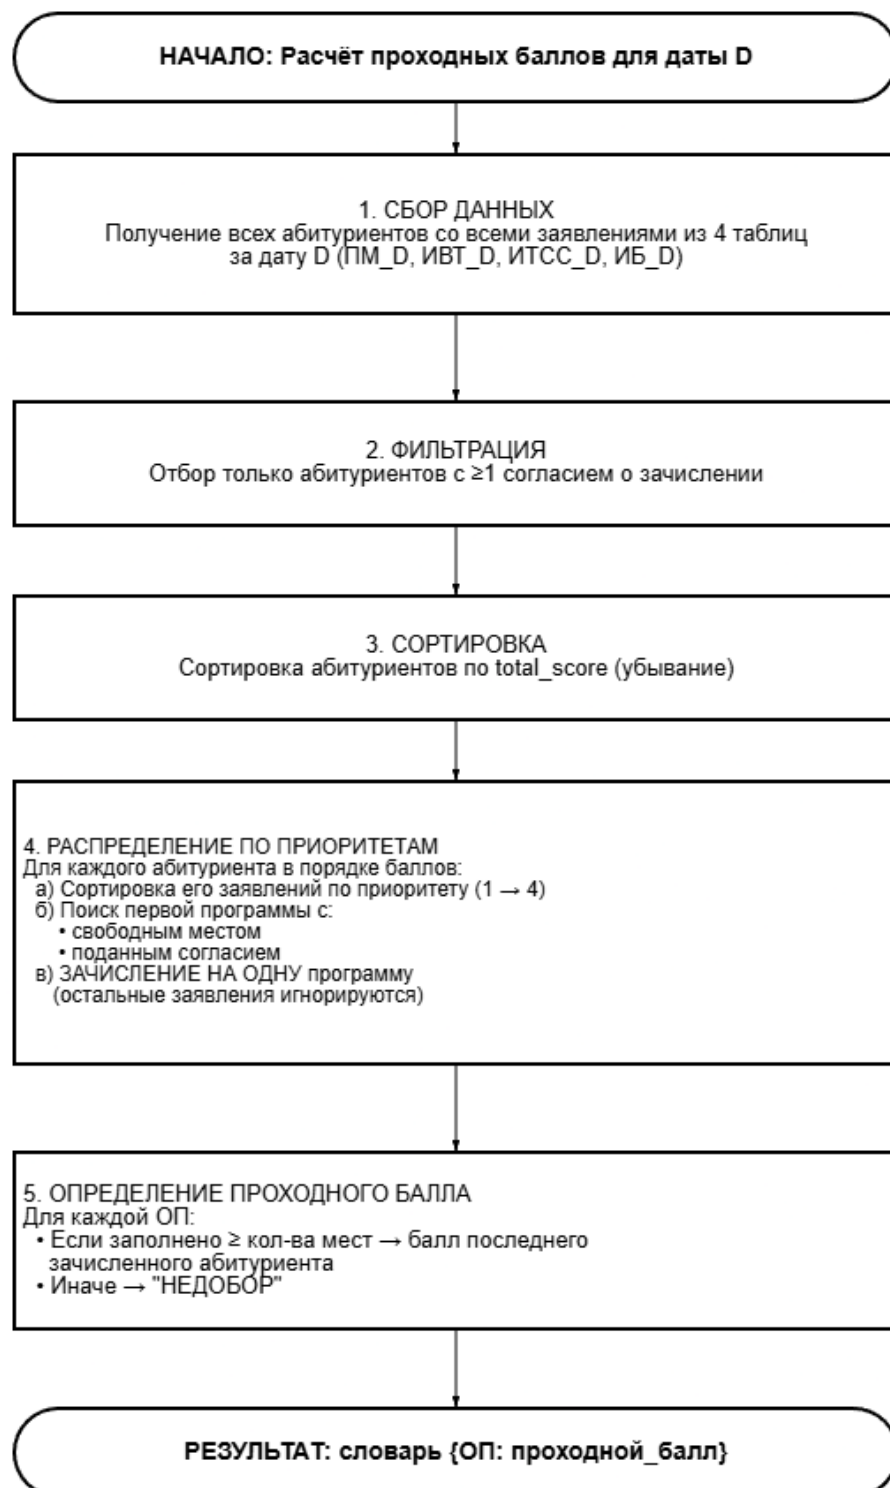 НАЧАЛО: Расчёт проходных баллов для даты D
1. СБОР ДАННЫХ
Получение всех абитуриентов со всеми заявлениями из 4 таблиц
за дату D (ПМ_D, ИВТ_D, ИТСС_D, ИБ_D)
2. ФИЛЬТРАЦИЯ
Отбор только абитуриентов с ≥1 согласием о зачислении
3. СОРТИРОВКА
Сортировка абитуриентов по total_score (убывание)
4. РАСПРЕДЕЛЕНИЕ ПО ПРИОРИТЕТАМ
Для каждого абитуриента в порядке баллов:
а) Сортировка его заявлений по приоритету (1 → 4)
б) Поиск первой программы с:
• свободным местом
• поданным согласием
в) ЗАЧИСЛЕНИЕ НА ОДНУ программу
(остальные заявления игнорируются)
5. ОПРЕДЕЛЕНИЕ ПРОХОДНОГО БАЛЛА
Для каждой ОП:
• Если заполнено ≥ кол-ва мест → балл последнего
зачисленного абитуриента
• Иначе → "НЕДОБОР"
РЕЗУЛЬТАТ: словарь {ОП: проходной_балл}